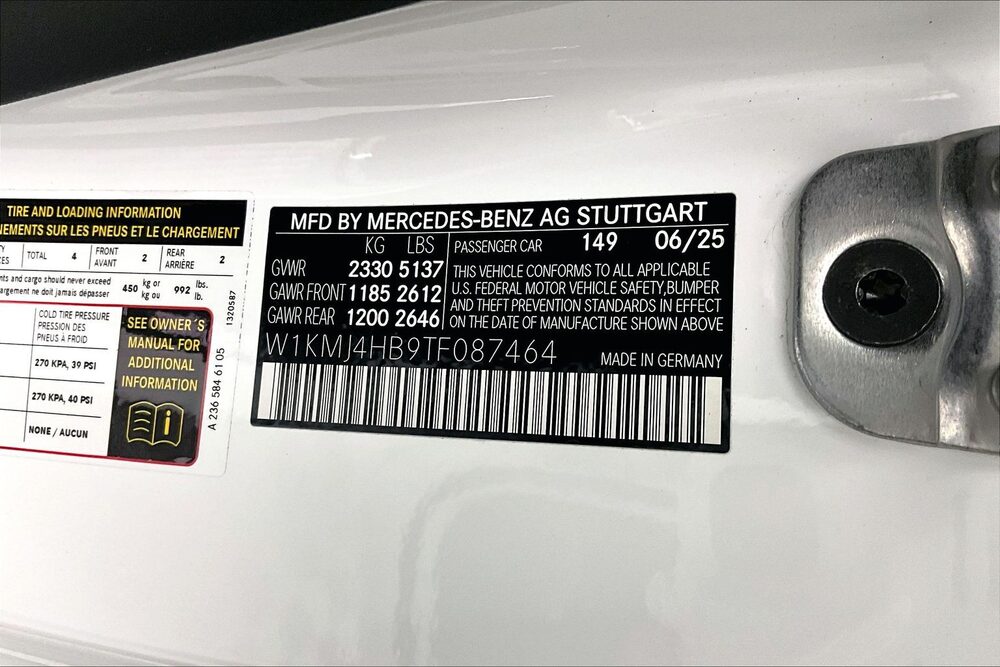 TIRE AND LOADING INFORMATION
NEMENTS SUR LES PNEUS ET LE CHARGEMENT
TOTAL 4 FRONT AVANT 2 REAR ARRIÈRE 2
nts and cargo should never exceed 450 kg or 992 lbs.
argement ne doit jamais dépasser kg ou lb.
COLD TIRE PRESSURE
PRESSION DES
PNEUS À FROID
270 KPA, 39 PSI
270 KPA, 40 PSI
NONE / AUCUN
SEE OWNER´S
MANUAL FOR
ADDITIONAL
INFORMATION
i
1320587
A 236 584 61 05
MFD BY MERCEDES-BENZ AG STUTTGART
KG LBS
GVWR 2330 5137
GAWR FRONT 1185 2612
GAWR REAR 1200 2646
PASSENGER CAR 149 06/25
THIS VEHICLE CONFORMS TO ALL APPLICABLE
U.S. FEDERAL MOTOR VEHICLE SAFETY,BUMPER
AND THEFT PREVENTION STANDARDS IN EFFECT
ON THE DATE OF MANUFACTURE SHOWN ABOVE
W1KMJ4HB9TF087464
MADE IN GERMANY